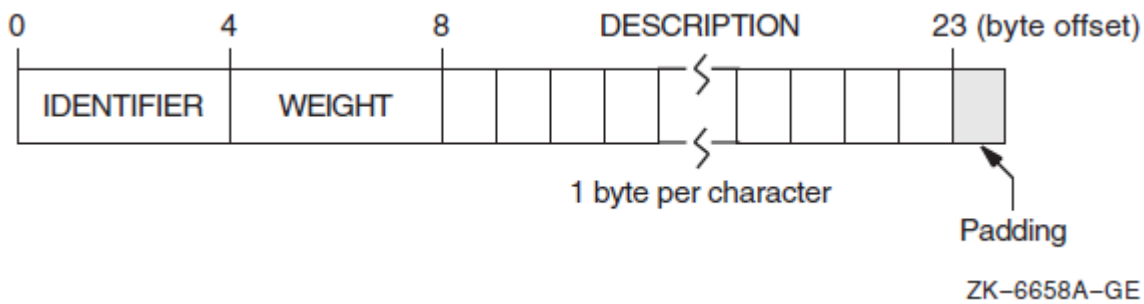 0 4 8 DESCRIPTION 23 (byte offset)
IDENTIFIER WEIGHT
1 byte per character
Padding
ZK-6658A-GE